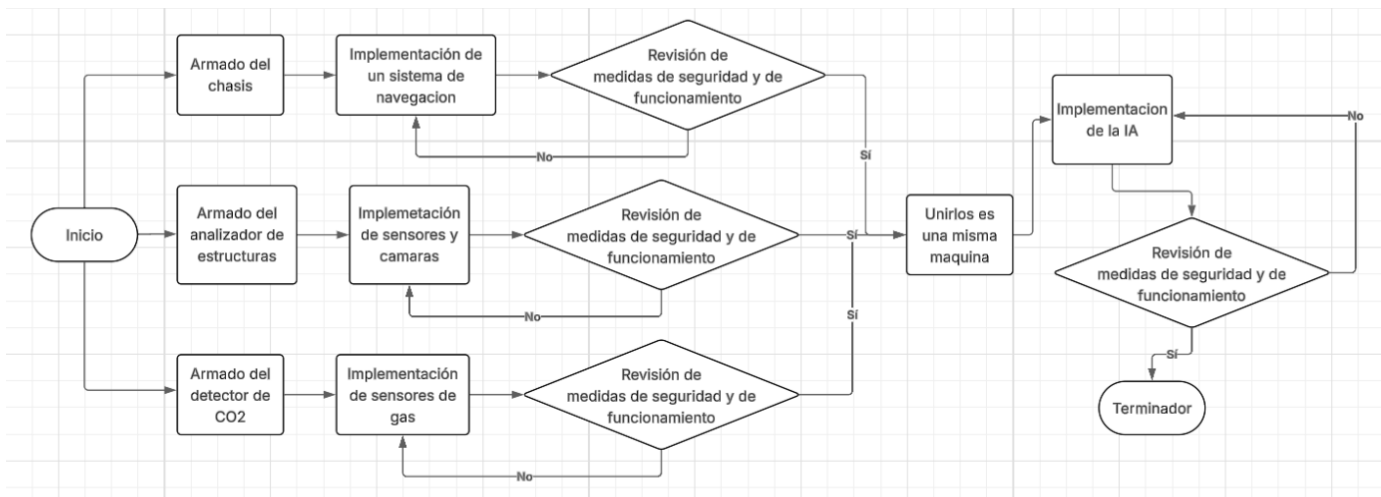 Inicio
Armado del
chasis
Implementación de
un sistema de
navegacion
Revisión de
medidas de seguridad y de
funcionamiento
No
Sí
Armado del
analizador de
estructuras
Implemetación
de sensores y
camaras
Revisión de
medidas de seguridad y de
funcionamiento
No
Sí
Armado del
detector de
CO2
Implementación
de sensores de
gas
Revisión de
medidas de seguridad y de
funcionamiento
No
Sí
Unirlos es
una misma
maquina
Implementacion
de la IA
No
Revisión de
medidas de seguridad y de
funcionamiento
Sí
Terminador